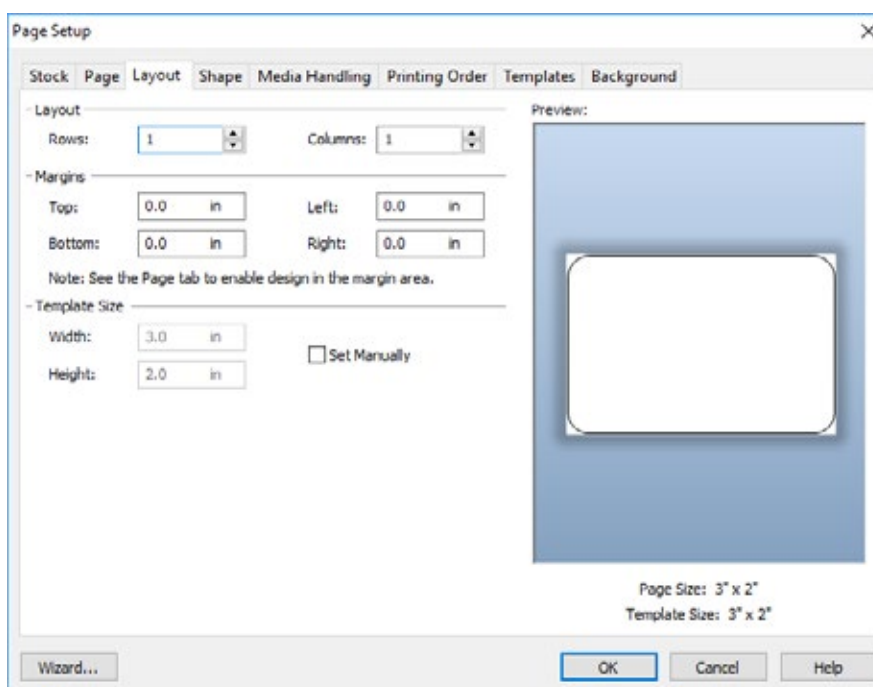 Page Setup
Stock Page Layout Shape Media Handling Printing Order Templates Background
Layout
Rows: 1 Columns: 1
Margins
Top: 0.0 in Left: 0.0 in
Bottom: 0.0 in Right: 0.0 in
Note: See the Page tab to enable design in the margin area.
Template Size
Width: 3.0 in
Set Manually
Height: 2.0 in
Preview:
Page Size: 3" x 2"
Template Size: 3" x 2"
Wizard... OK Cancel Help